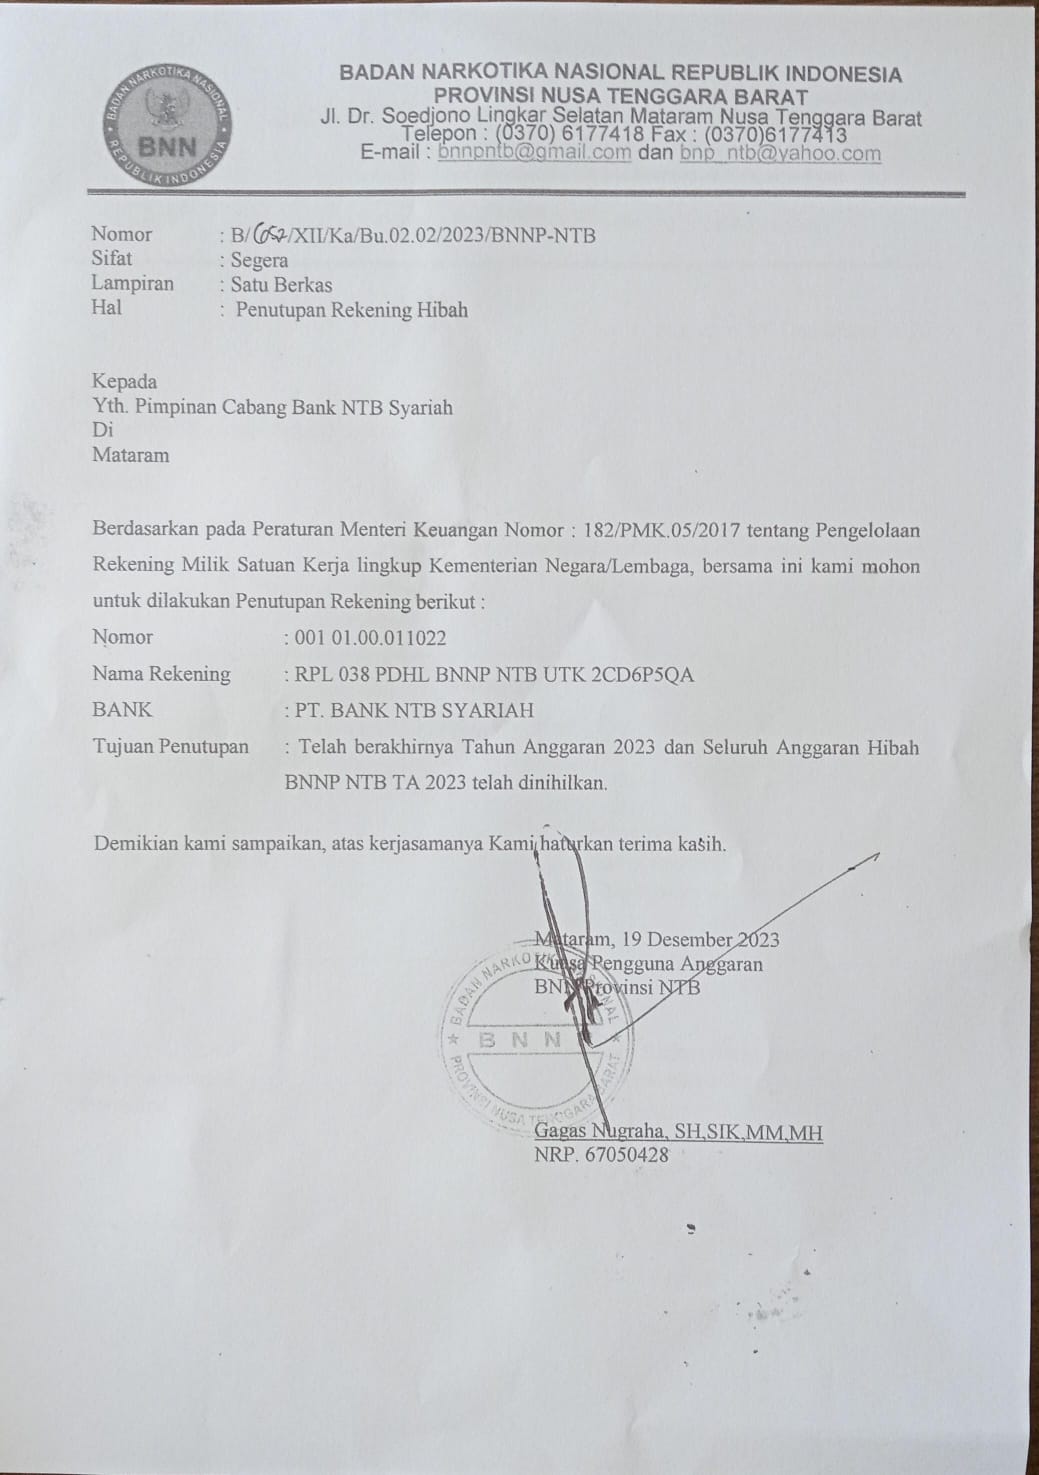 BADAN NARKOTIKA NASIONAL
BNN
REPUBLIK INDONESIA
BADAN NARKOTIKA NASIONAL REPUBLIK INDONESIA
PROVINSI NUSA TENGGARA BARAT
Jl. Dr. Soedjono Lingkar Selatan Mataram Nusa Tenggara Barat
Telepon : (0370) 6177418 Fax : (0370)6177413
E-mail : bnnpntb@gmail.com dan bnp_ntb@yahoo.com
Nomor : B/ /XII/Ka/Bu.02.02/2023/BNNP-NTB
Sifat : Segera
Lampiran : Satu Berkas
Hal : Penutupan Rekening Hibah
Kepada
Yth. Pimpinan Cabang Bank NTB Syariah
Di
Mataram
Berdasarkan pada Peraturan Menteri Keuangan Nomor : 182/PMK.05/2017 tentang Pengelolaan
Rekening Milik Satuan Kerja lingkup Kementerian Negara/Lembaga, bersama ini kami mohon
untuk dilakukan Penutupan Rekening berikut :
Nomor : 001 01.00.011022
Nama Rekening : RPL 038 PDHL BNNP NTB UTK 2CD6P5QA
BANK : PT. BANK NTB SYARIAH
Tujuan Penutupan : Telah berakhirnya Tahun Anggaran 2023 dan Seluruh Anggaran Hibah
BNNP NTB TA 2023 telah dinihilkan.
Demikian kami sampaikan, atas kerjasamanya Kami haturkan terima kasih.
Mataram, 19 Desember 2023
Kuasa Pengguna Anggaran
BNN Provinsi NTB
BADAN NARKOTIKA NASIONAL
BNN
PROVINSI NUSA TENGGARA BARAT
Gagas Nugraha, SH,SIK,MM,MH
NRP. 67050428